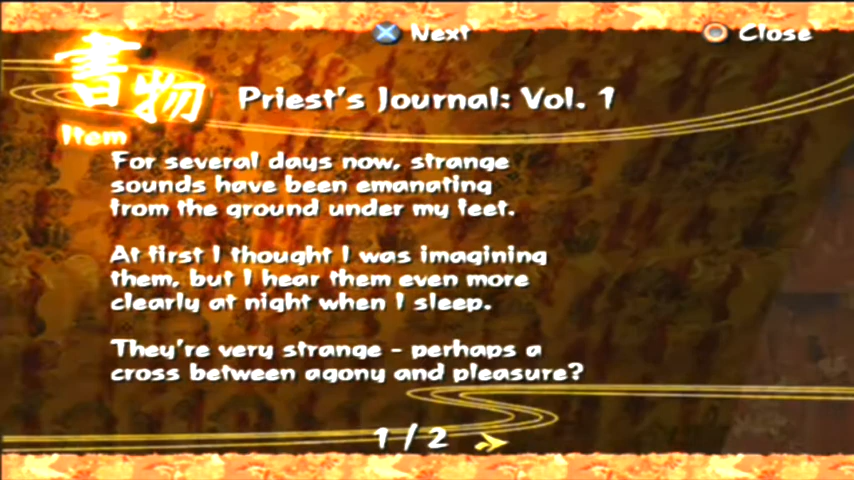 Next
Close
書物
Item
Priest's Journal: Vol. 1
For several days now, strange
sounds have been emanating
from the ground under my feet.
At first I thought I was imagining
them, but I hear them even more
clearly at night when I sleep.
They're very strange - perhaps a
cross between agony and pleasure?
1 / 2